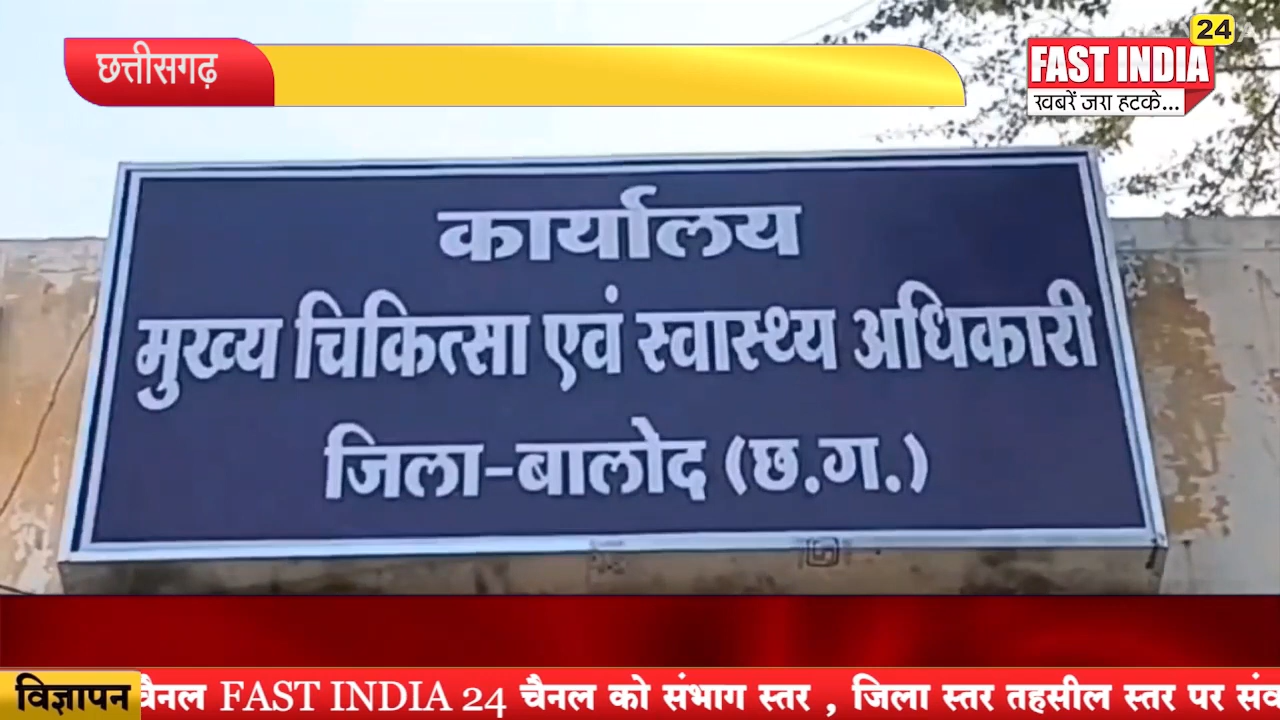 छत्तीसगढ़
24
FAST INDIA
खबरें जरा हटके...
कार्यालय
मुख्य चिकित्सा एवं स्वास्थ्य अधिकारी
जिला-बालोद (छ.ग.)
विज्ञापन
चैनल FAST INDIA 24 चैनल को संभाग स्तर , जिला स्तर तहसील स्तर पर